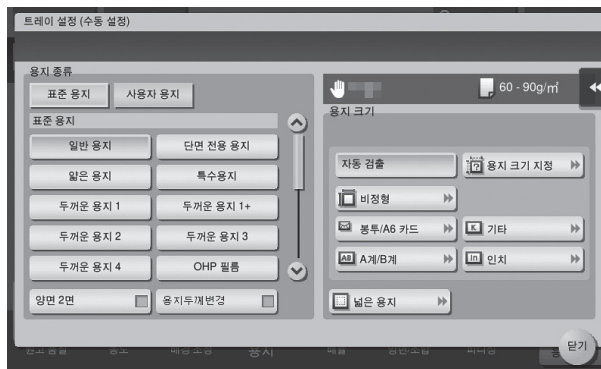 트레이 설정 (수동 설정)
용지 종류
표준 용지
사용자 용지
표준 용지
일반 용지
단면 전용 용지
얇은 용지
특수용지
두꺼운 용지 1
두꺼운 용지 1+
두꺼운 용지 2
두꺼운 용지 3
두꺼운 용지 4
OHP 필름
양면 2면
용지두께변경
60 - 90g/㎡
용지 크기
자동 검출
용지 크기 지정
비정형
봉투/A6 카드
K 기타
AB A계/B계
In 인치
넓은 용지
닫기
용지